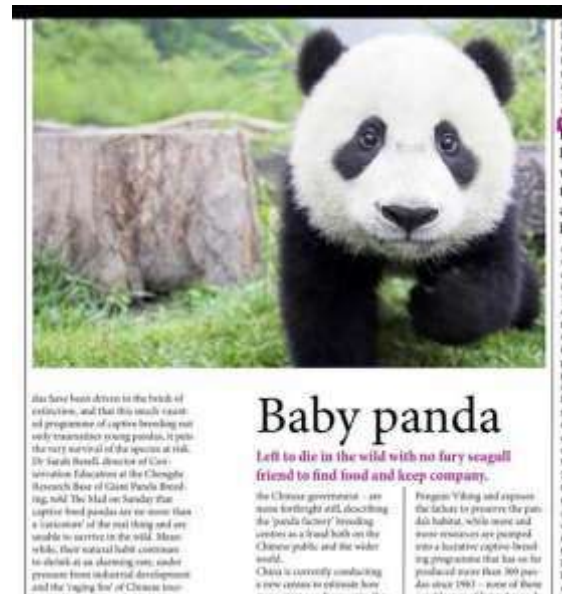 Baby panda
Left to die in the wild with no fury seagull
friend to find food and keep company.
das have been driven to the brink of
extinction, and that this much vaunt-
ed programme of captive breeding not
only traumatises young pandas, it puts
the very survival of the species at risk.
Dr Sarah Bexell, director of Con-
servation Education at the Chengdu
Research Base of Giant Panda Breed-
ing, told The Mail on Sunday that
captive bred pandas are no more than
a 'caricature' of the real thing and are
unable to survive in the wild. Mean-
while, their natural habit continues
to shrink at an alarming rate, under
pressure from industrial development
and the 'raging fire' of Chinese
the Chinese government – are
more forthright still, describing
the 'panda factory' breeding
centres as a fraud both on the
Chinese public and the wider
world.
China is currently conducting
a new census to estimate how
Penguin Viking and exposes
the failure to preserve the pan-
da's habitat, while more and
more resources are pumped
into a lucrative captive-breed-
ing programme that has so far
produced more than 300 pan-
das since 1963 – none of them